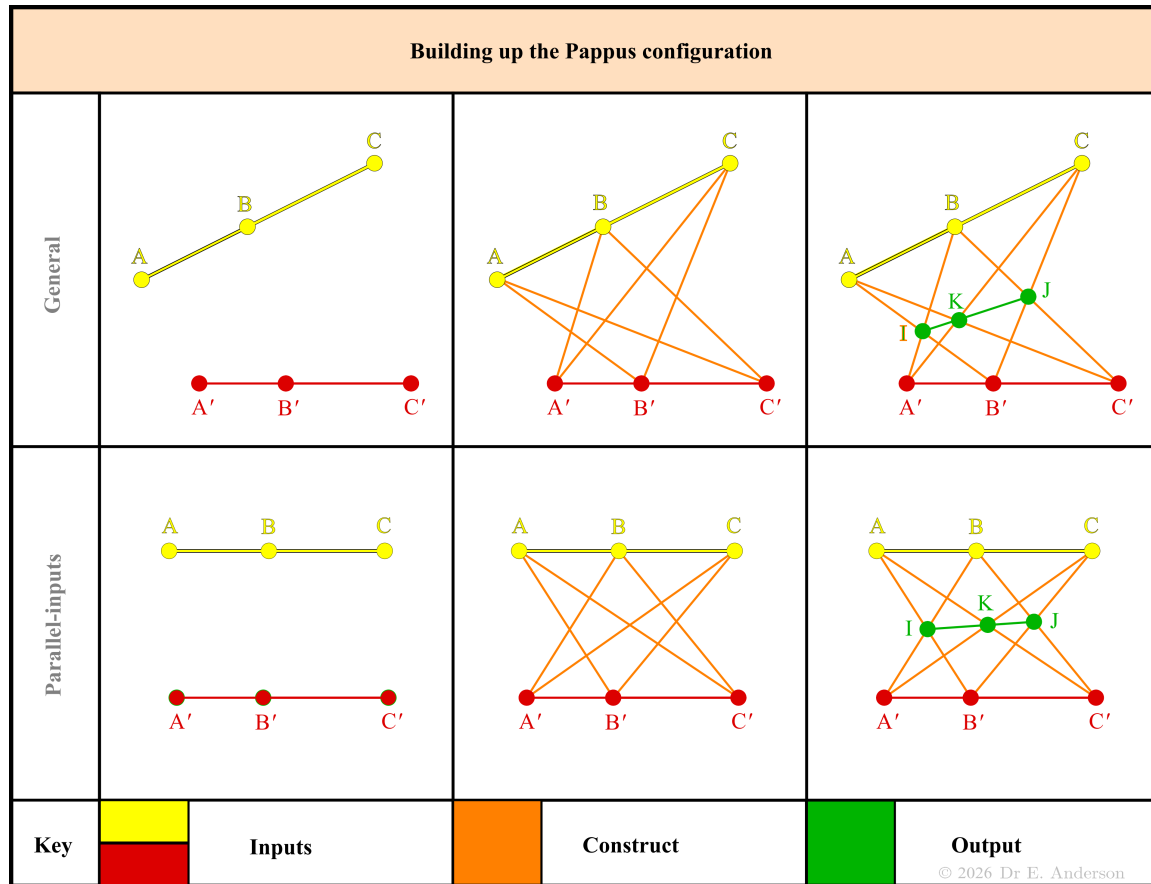 Building up the Pappus configuration
General
C
B
A
A′ B′ C′
C
B
A
A′ B′ C′
C
B
A
K J
I
A′ B′ C′
Parallel-inputs
A B C
A′ B′ C′
A B C
A′ B′ C′
A B C
K
I J
A′ B′ C′
Key
Inputs
Construct
Output
© 2026 Dr E. Anderson